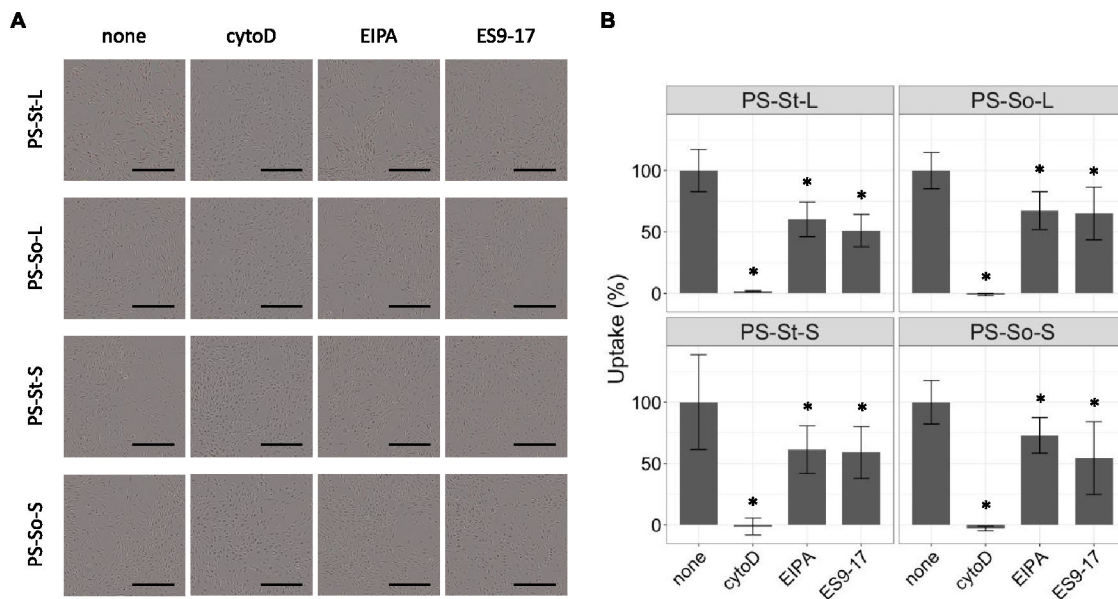 A
none cytoD EIPA ES9-17
PS-St-L
PS-So-L
PS-St-S
PS-So-S
B
PS-St-L PS-So-L
100 * *
50
* *
0 * *
PS-St-S PS-So-S
100 * * * *
50
0 * *
Uptake (%)
none cytoD EIPA ES9-17 none cytoD EIPA ES9-17